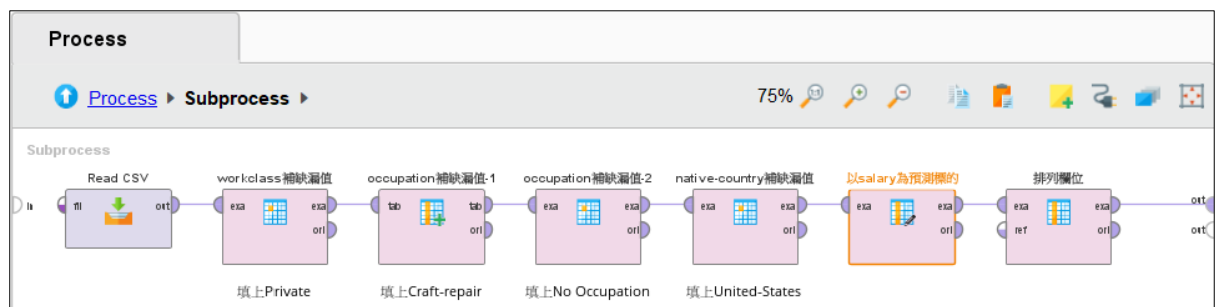 Process
Process ▸ Subprocess ▸
75%
Subprocess
Read CSV
workclass補缺漏值
occupation補缺漏值-1
occupation補缺漏值-2
native-country補缺漏值
以salary為預測標的
排列欄位
in
fil
out
exa
exa
ori
tab
tab
ori
exa
exa
ori
exa
exa
ori
exa
exa
ori
exa
ref
exa
ori
out
out
填上Private
填上Craft-repair
填上No Occupation
填上United-States